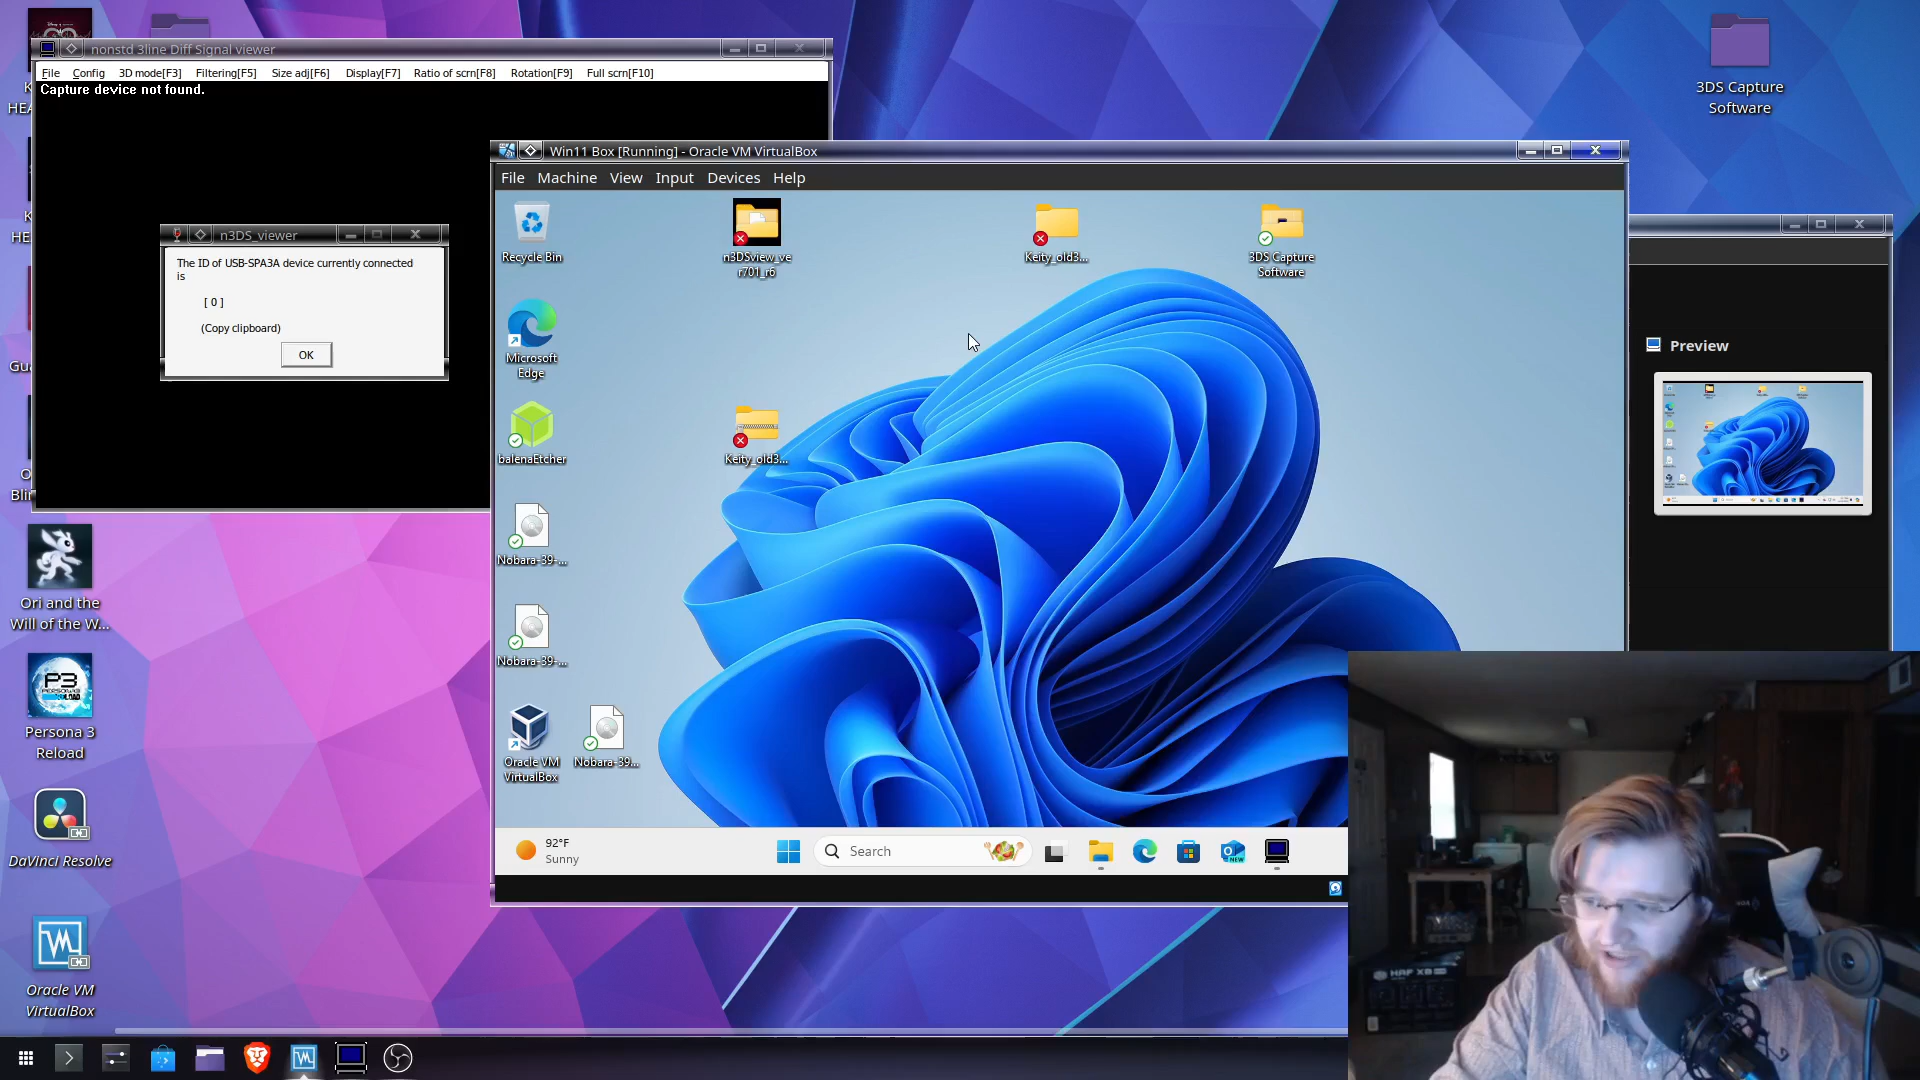 nonstd 3line Diff Signal viewer
File Config 3D mode[F3] Filtering[F5] Size adj[F6] Display[F7] Ratio of scrn[F8] Rotation[F9] Full scrn[F10]
Capture device not found.
n3DS_viewer
The ID of USB-SPA3A device currently connected
is
[ 0 ]
(Copy clipboard)
OK
Win11 Box [Running] - Oracle VM VirtualBox
File Machine View Input Devices Help
Recycle Bin
n3DSview_ve
r701_r6
Keity_old3...
3DS Capture
Software
Microsoft
Edge
balenaEtcher
Keity_old3...
Nobara-39-...
Nobara-39-...
Oracle VM
VirtualBox
Nobara-39...
92°F
Sunny
Search
NEW
Preview
3DS Capture
Software
Ori and the
Will of the W...
P3
Persona 3
Reload
DaVinci Resolve
Oracle VM
VirtualBox
HAF XB